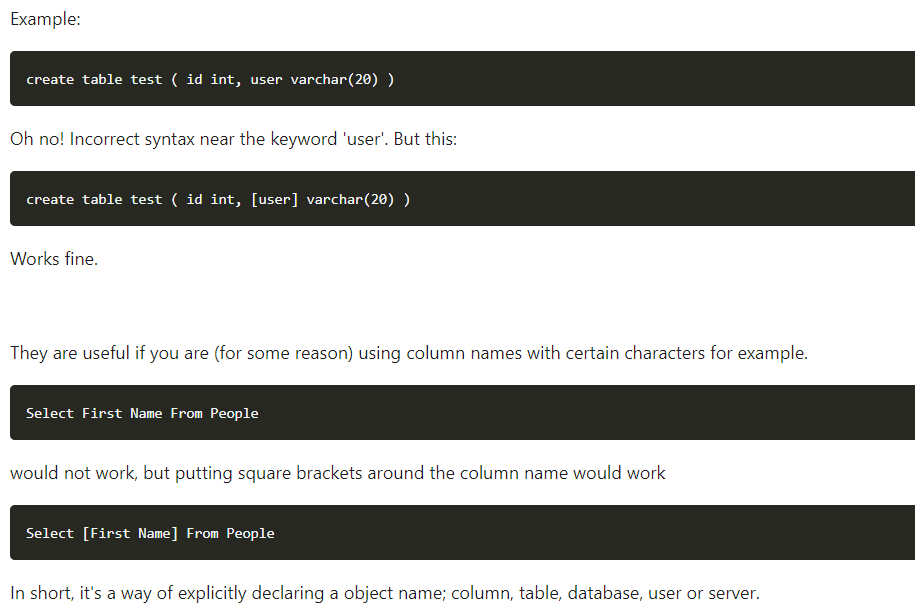 Example:
create table test ( id int, user varchar(20) )
Oh no! Incorrect syntax near the keyword 'user'. But this:
create table test ( id int, [user] varchar(20) )
Works fine.
They are useful if you are (for some reason) using column names with certain characters for example.
Select First Name From People
would not work, but putting square brackets around the column name would work
Select [First Name] From People
In short, it's a way of explicitly declaring a object name; column, table, database, user or server.